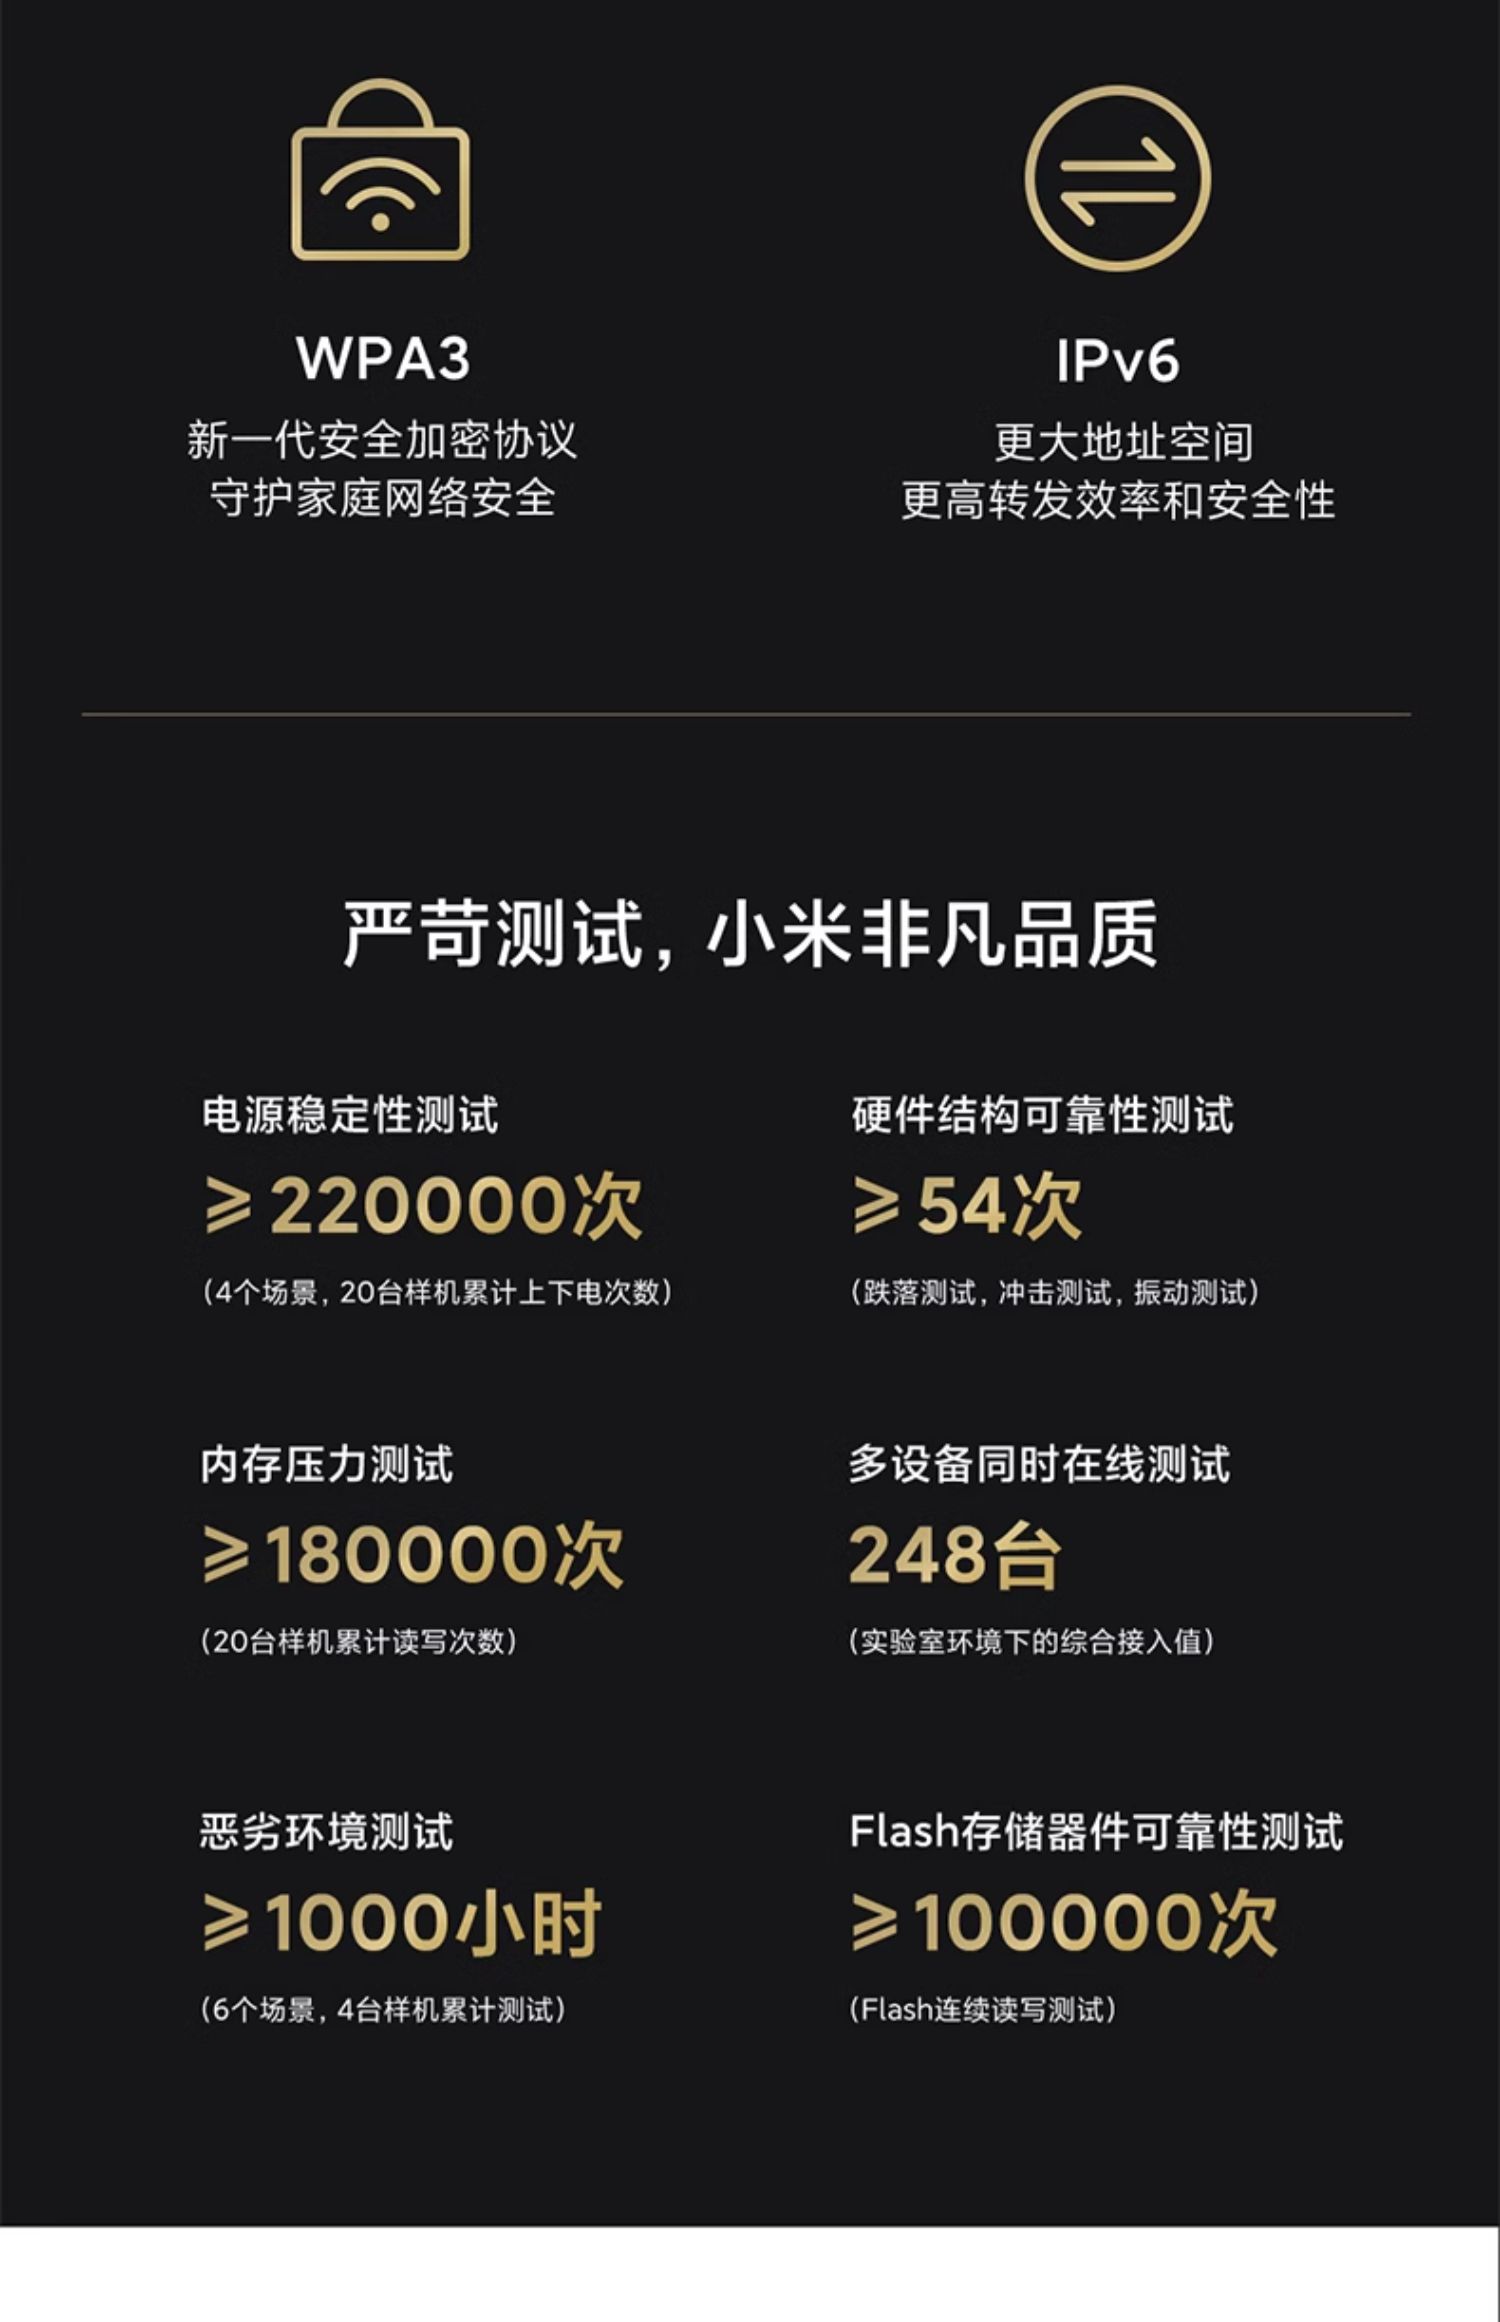 WPA3
新一代安全加密协议
守护家庭网络安全
IPv6
更大地址空间
更高转发效率和安全性
严苛测试，小米非凡品质
电源稳定性测试
⩾220000次
（4个场景，20台样机累计上下电次数）
硬件结构可靠性测试
⩾54次
（跌落测试，冲击测试，振动测试）
内存压力测试
⩾180000次
（20台样机累计读写次数）
多设备同时在线测试
248台
（实验室环境下的综合接入值）
恶劣环境测试
⩾1000小时
（6个场景，4台样机累计测试）
Flash存储器件可靠性测试
⩾100000次
（Flash连续读写测试）